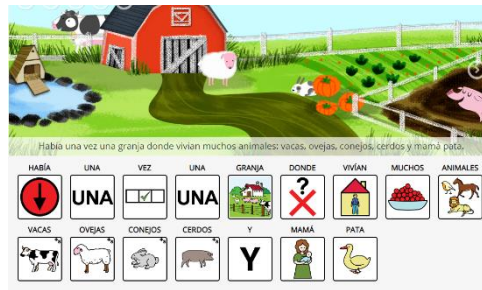 Había una vez una granja donde vivían muchos animales: vacas, ovejas, conejos, cerdos y mamá pata.
HABÍA UNA VEZ UNA GRANJA DONDE VIVÍAN MUCHOS ANIMALES
UNA UNA ?
VACAS OVEJAS CONEJOS CERDOS Y MAMÁ PATA
Y